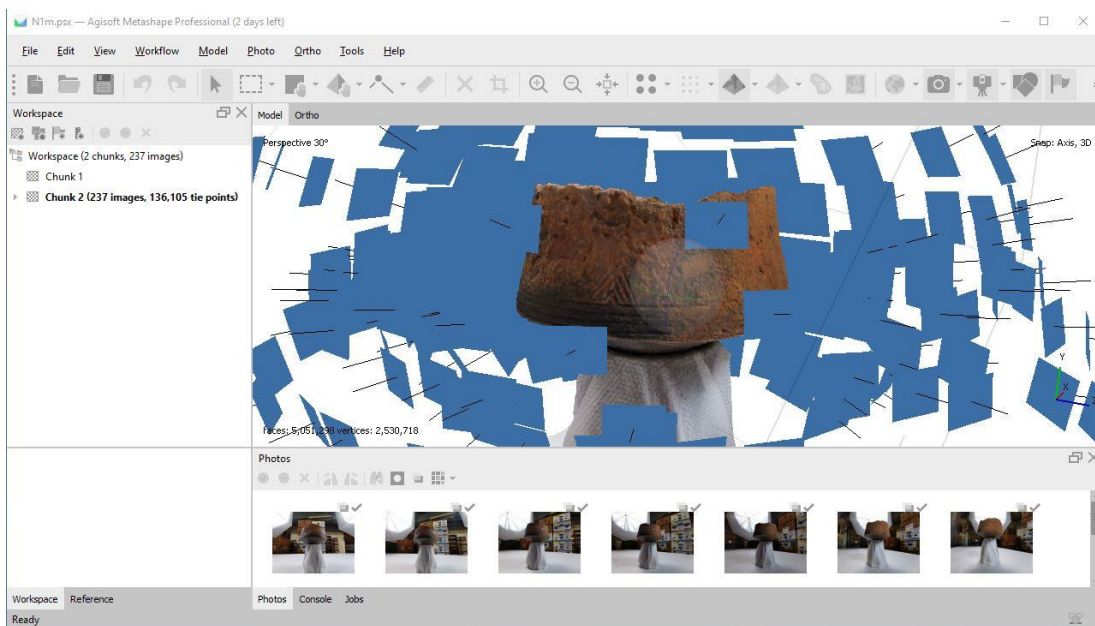 N1m.psx — Agisoft Metashape Professional (2 days left)
File Edit View Workflow Model Photo Ortho Tools Help
Workspace
Model Ortho
Perspective 30°
Snap: Axis, 3D
Workspace (2 chunks, 237 images)
Chunk 1
Chunk 2 (237 images, 136,105 tie points)
Y
X
Z
faces: 5,051,298 vertices: 2,530,718
Photos
Workspace Reference
Photos Console Jobs
Ready